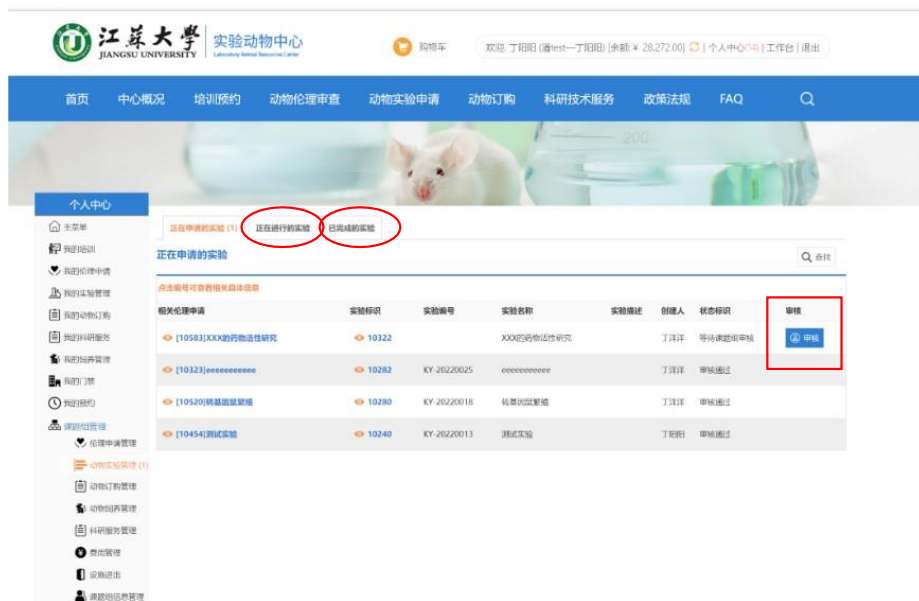 江苏大学
JIANGSU UNIVERSITY
实验动物中心
Laboratory Animal Resources Center
购物车
欢迎, 丁阳阳 (潘test—丁阳阳) [余额: ¥ 28,272.00] | 个人中心(14) | 工作台 | 退出
首页 中心概况 培训预约 动物伦理审查 动物实验申请 动物订购 科研技术服务 政策法规 FAQ
200
个人中心
主菜单
我的培训
我的伦理申请
我的实验管理
我的动物订购
我的科研服务
我的饲养管理
我的门禁
我的预约
课题组管理
伦理申请管理
动物实验管理 (1)
动物订购管理
动物饲养管理
科研服务管理
费用管理
设施进出
课题组信息管理
正在申请的实验 (1) 正在进行的实验 已完成的实验
正在申请的实验
查找
点击编号可查看相关具体信息
相关伦理申请 实验标识 实验编号 实验名称 实验描述 创建人 状态标识 审核
[10583]XXX的药物活性研究 10322 XXX的药物活性研究 丁洋洋 等待课题组审核 审核
[10323]eeeeeeeeeee 10282 KY-20220025 eeeeeeeeeee 丁洋洋 审核通过
[10520]转基因鼠繁殖 10280 KY-20220018 转基因鼠繁殖 丁洋洋 审核通过
[10454]测试实验 10240 KY-20220013 测试实验 丁阳阳 审核通过